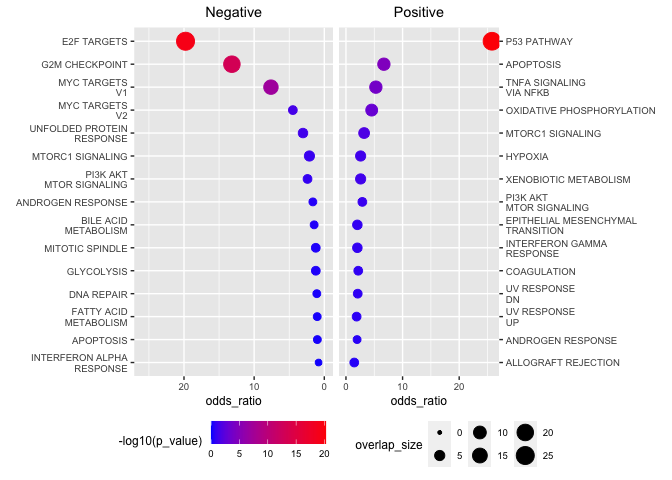 Negative
Positive
E2F TARGETS
G2M CHECKPOINT
MYC TARGETS
V1
MYC TARGETS
V2
UNFOLDED PROTEIN
RESPONSE
MTORC1 SIGNALING
PI3K AKT
MTOR SIGNALING
ANDROGEN RESPONSE
BILE ACID
METABOLISM
MITOTIC SPINDLE
GLYCOLYSIS
DNA REPAIR
FATTY ACID
METABOLISM
APOPTOSIS
INTERFERON ALPHA
RESPONSE
P53 PATHWAY
APOPTOSIS
TNFA SIGNALING
VIA NFKB
OXIDATIVE PHOSPHORYLATION
MTORC1 SIGNALING
HYPOXIA
XENOBIOTIC METABOLISM
PI3K AKT
MTOR SIGNALING
EPITHELIAL MESENCHYMAL
TRANSITION
INTERFERON GAMMA
RESPONSE
COAGULATION
UV RESPONSE
DN
UV RESPONSE
UP
ANDROGEN RESPONSE
ALLOGRAFT REJECTION
20 10 0
0 10 20
odds_ratio
odds_ratio
-log10(p_value)
0 5 10 15 20
overlap_size
0 10 20
5 15 25